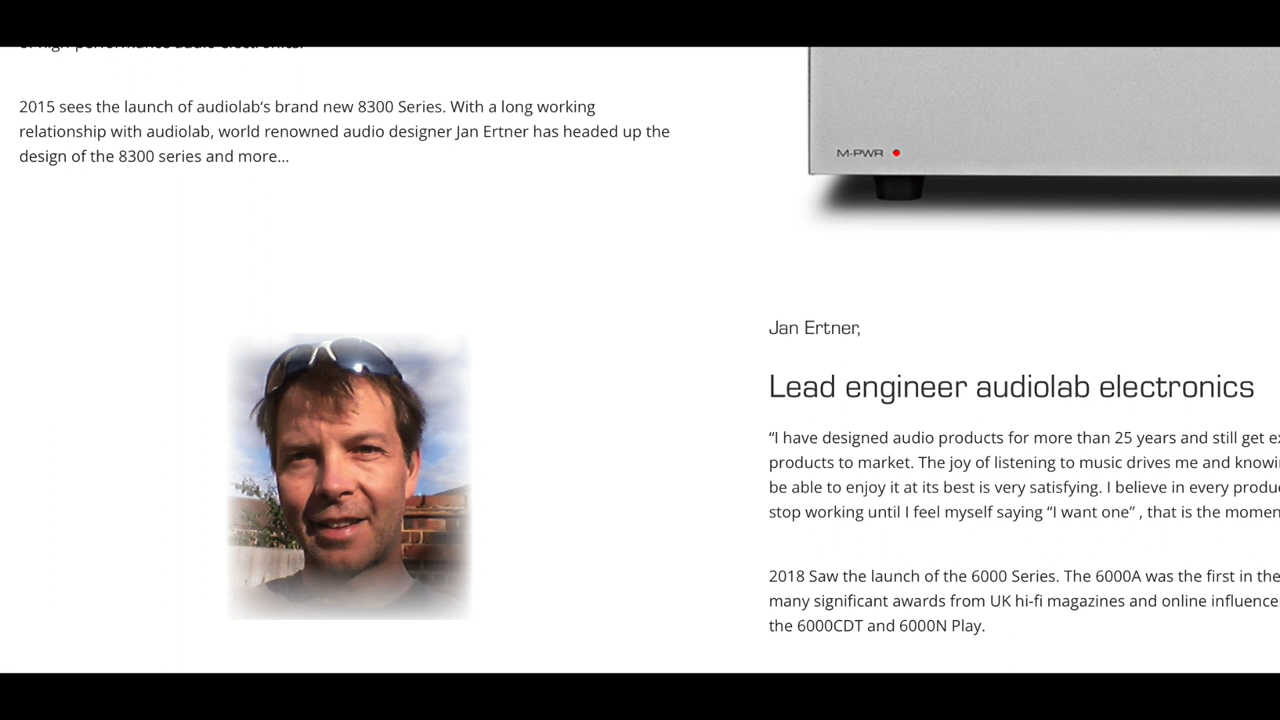 of high performance audio electronics.
2015 sees the launch of audiolab's brand new 8300 Series. With a long working
relationship with audiolab, world renowned audio designer Jan Ertner has headed up the
design of the 8300 series and more...
M-PWR
Jan Ertner,
Lead engineer audiolab electronics
“I have designed audio products for more than 25 years and still get
products to market. The joy of listening to music drives me and
be able to enjoy it at its best is very satisfying. I believe in every
stop working until I feel myself saying “I want one” , that is the
2018 Saw the launch of the 6000 Series. The 6000A was the first in the
many significant awards from UK hi-fi magazines and online
the 6000CDT and 6000N Play.